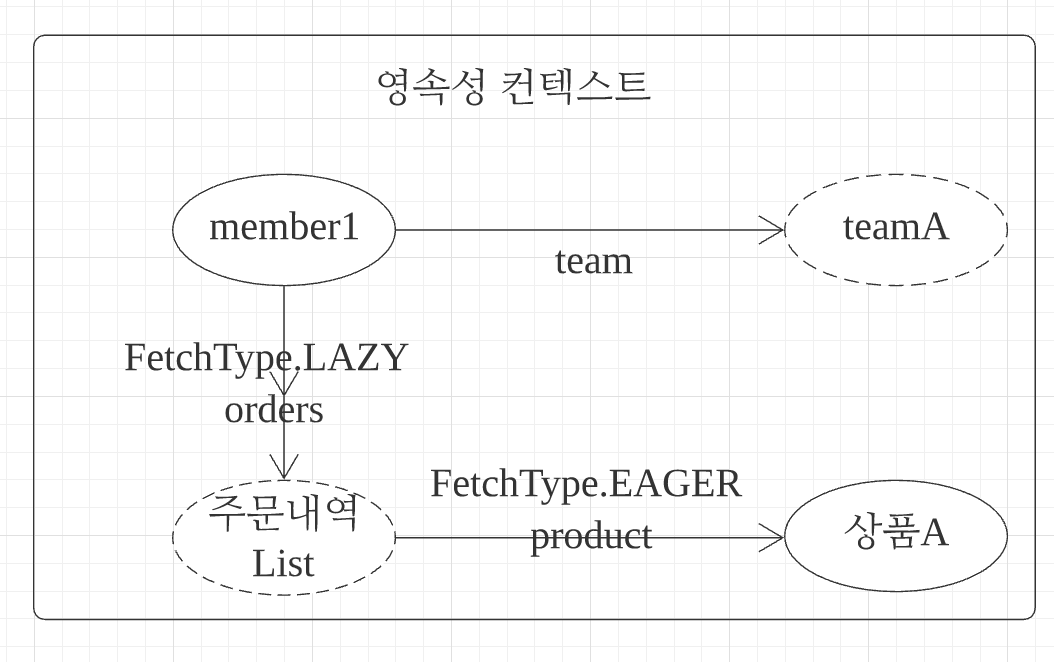 영속성 컨텍스트
member1
teamA
team
FetchType.LAZY
orders
주문내역
List
FetchType.EAGER
product
상품A